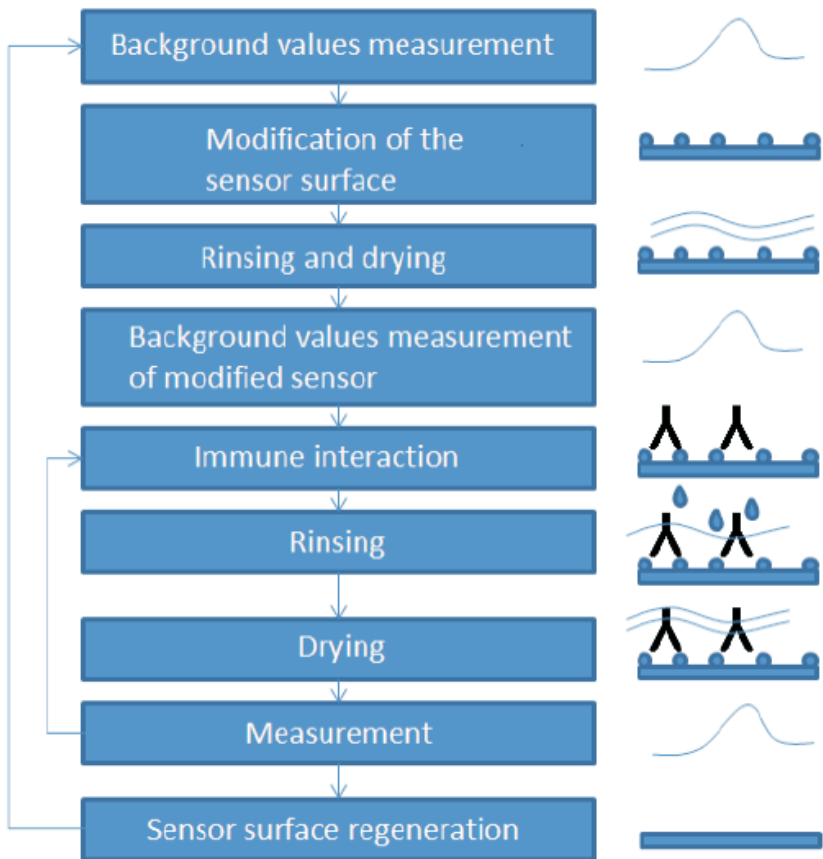 Background values measurement
Modification of the
sensor surface
Rinsing and drying
Background values measurement
of modified sensor
Immune interaction
Rinsing
Drying
Measurement
Sensor surface regeneration